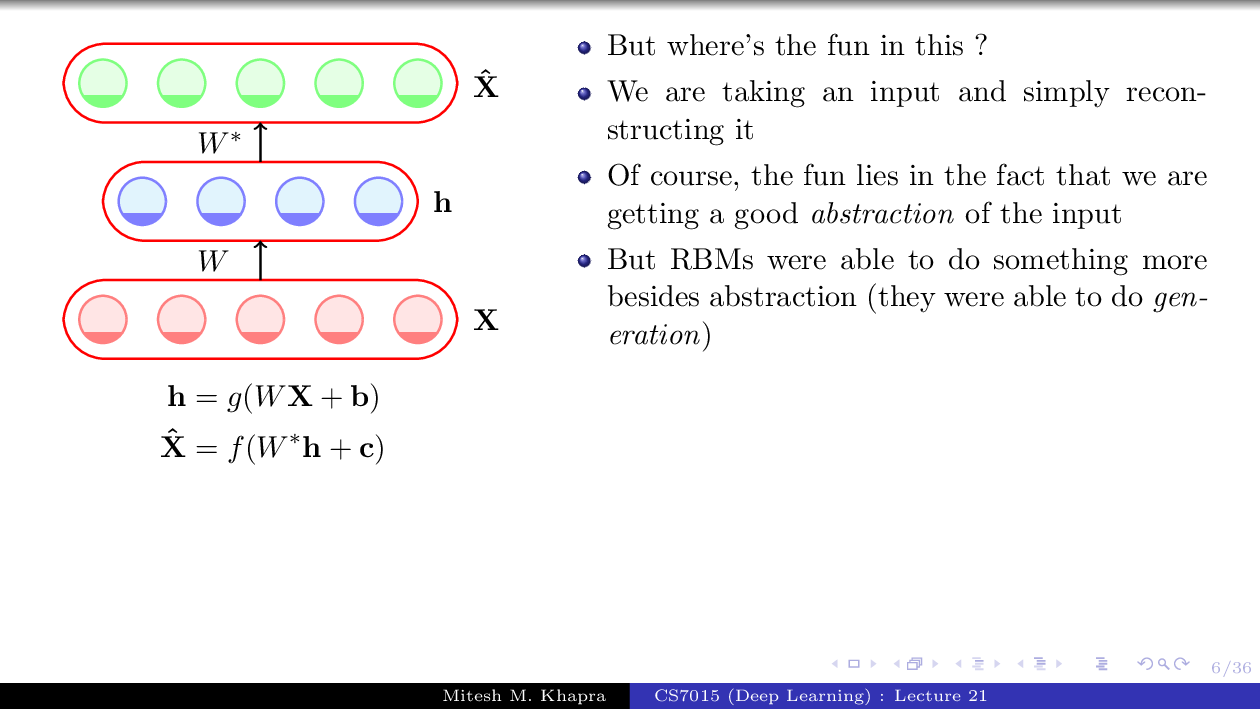 X̂
W*
h
W
X
h = g(WX + b)
X̂ = f(W*h + c)
But where's the fun in this ?
We are taking an input and simply recon-
structing it
Of course, the fun lies in the fact that we are
getting a good abstraction of the input
But RBMs were able to do something more
besides abstraction (they were able to do gen-
eration)
6/36
Mitesh M. Khapra
CS7015 (Deep Learning) : Lecture 21